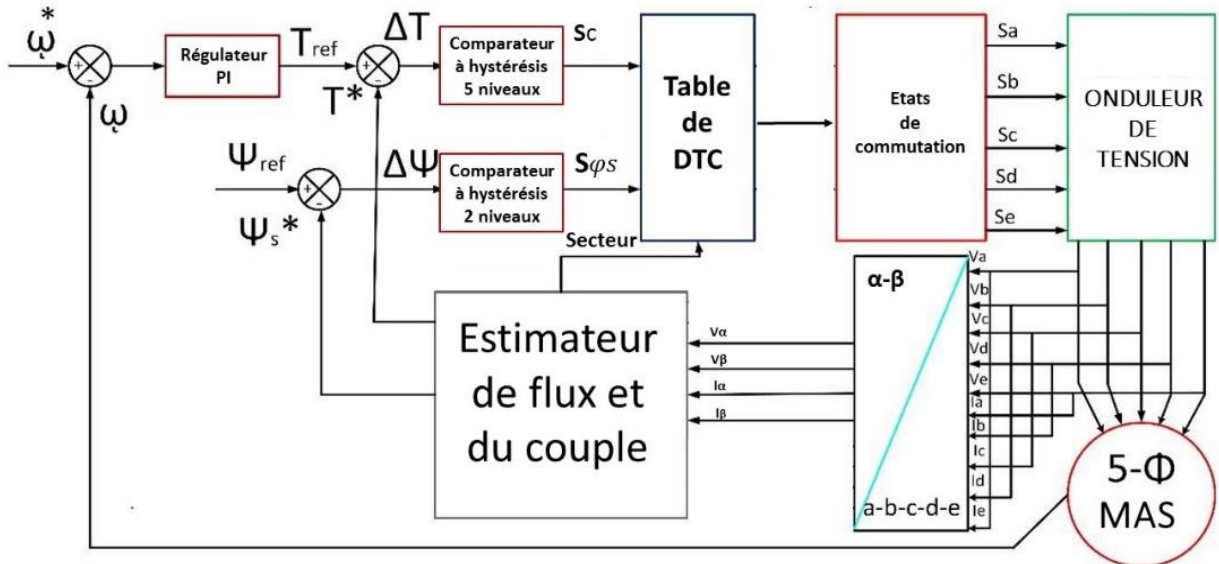 ω*
ω
Régulateur
PI
T ref
ΔT
T*
Comparateur
à hystérésis
5 niveaux
Sc
Ψref
ΔΨ
Ψs*
Comparateur
à hystérésis
2 niveaux
Sφs
Secteur
Table
de
DTC
Etats
de
commutation
Sa
Sb
Sc
Sd
Se
ONDULEUR
DE
TENSION
Estimateur
de flux et
du couple
Vα
Vβ
Iα
Iβ
α-β
a-b-c-d-e
Va
Vb
Vc
Vd
Ve
Ia
Ib
Ic
Id
Ie
5-Φ
MAS
+
-
+
-
+
-